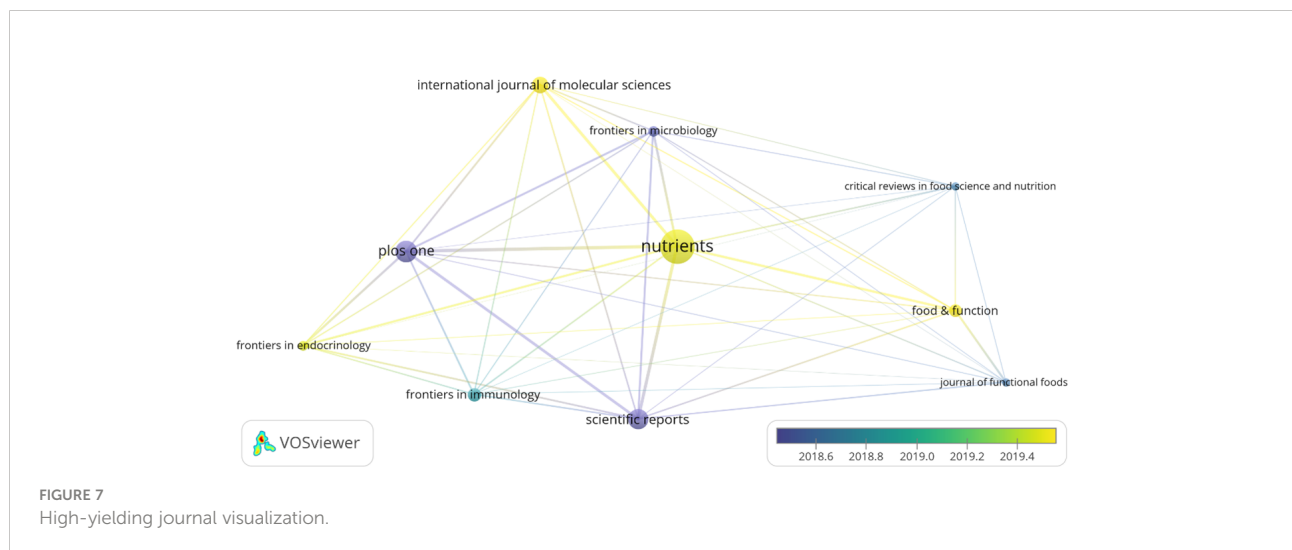 international journal of molecular sciences
frontiers in microbiology
critical reviews in food science and nutrition
plos one
nutrients
food & function
frontiers in endocrinology
journal of functional foods
frontiers in immunology
scientific reports
VOSviewer
2018.6 2018.8 2019.0 2019.2 2019.4
FIGURE 7
High-yielding journal visualization.